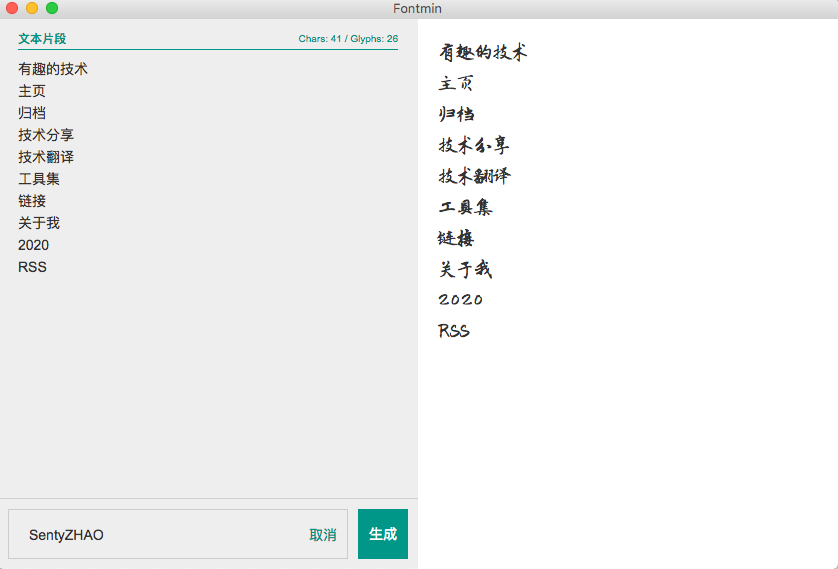 Fontmin
文本片段 Chars: 41 / Glyphs: 26
有趣的技术
主页
归档
技术分享
技术翻译
工具集
链接
关于我
2020
RSS
SentyZHAO 取消 生成
有趣的技术
主页
归档
技术分享
技术翻译
工具集
链接
关于我
2020
RSS